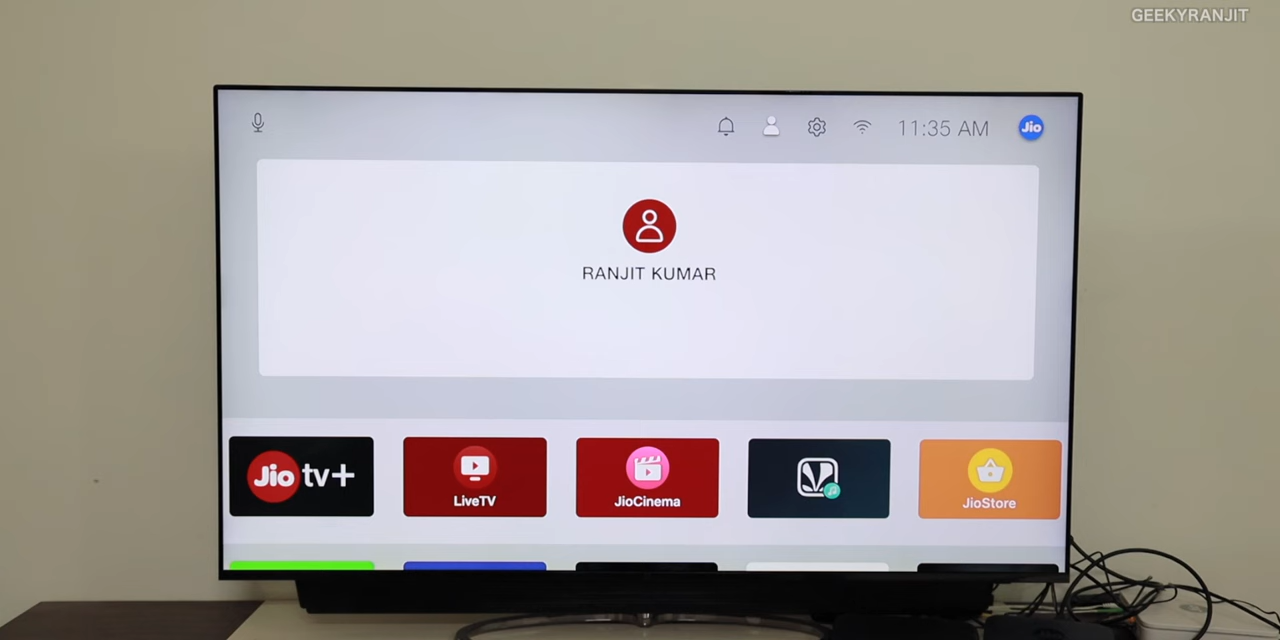 GEEKYRANJIT
11:35 AM
Jio
RANJIT KUMAR
Jio tv+
LiveTV
JioCinema
JioStore